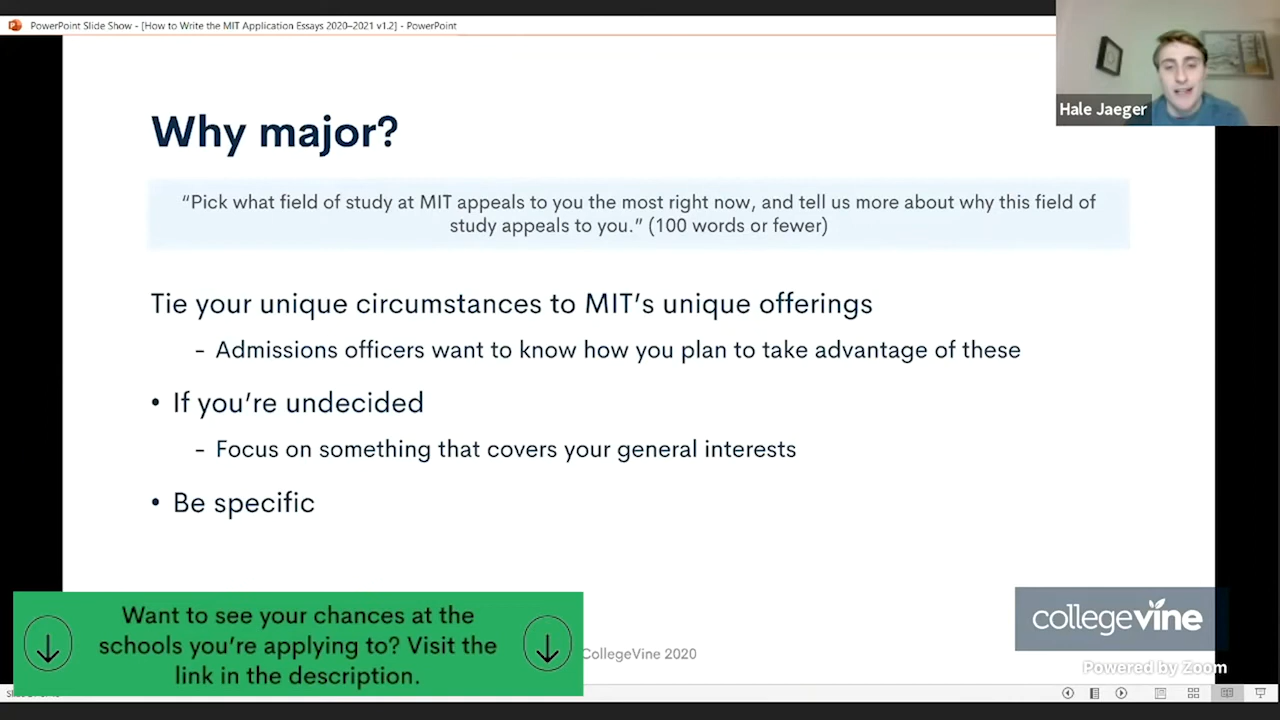 PowerPoint Slide Show - [How to Write the MIT Application Essays 2020–2021 v1.2] - PowerPoint
Hale Jaeger
Why major?
“Pick what field of study at MIT appeals to you the most right now, and tell us more about why this field of
study appeals to you.” (100 words or fewer)
Tie your unique circumstances to MIT’s unique offerings
- Admissions officers want to know how you plan to take advantage of these
• If you’re undecided
- Focus on something that covers your general interests
• Be specific
Want to see your chances at the
schools you’re applying to? Visit the
link in the description.
CollegeVine 2020
collegevine
Powered by Zoom